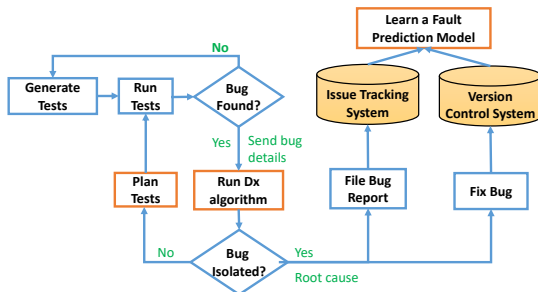 Learn a Fault
Prediction Model
No
Generate
Tests
Run
Tests
Bug
Found?
Issue Tracking
System
Version
Control System
Yes
Send bug
details
Plan
Tests
Run Dx
algorithm
File Bug
Report
Fix Bug
No
Bug
Isolated?
Yes
Root cause